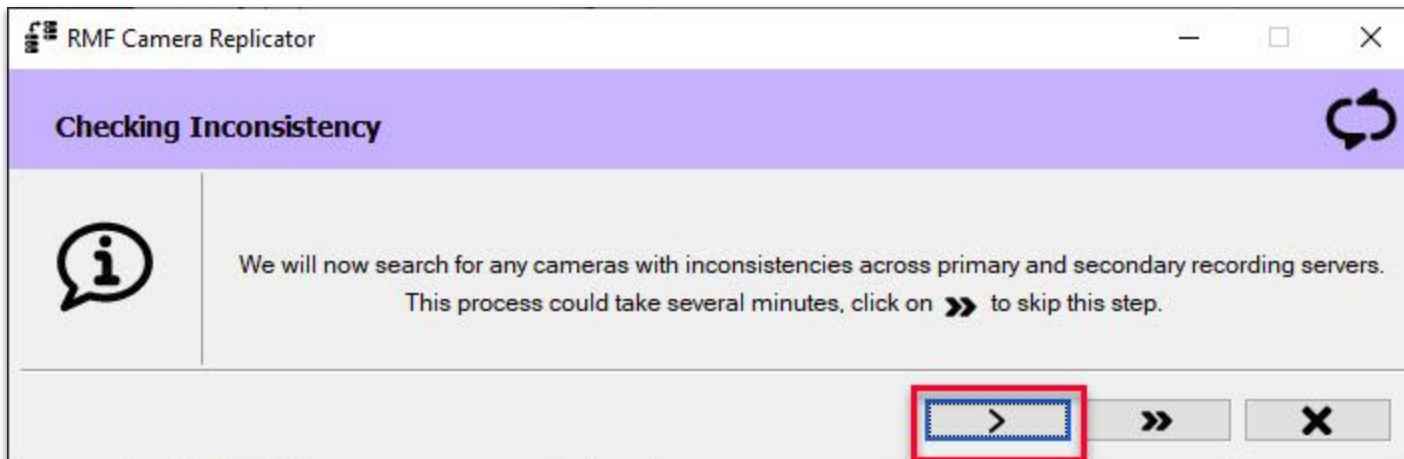 RMF Camera Replicator
Checking Inconsistency
We will now search for any cameras with inconsistencies across primary and secondary recording servers.
This process could take several minutes, click on » to skip this step.